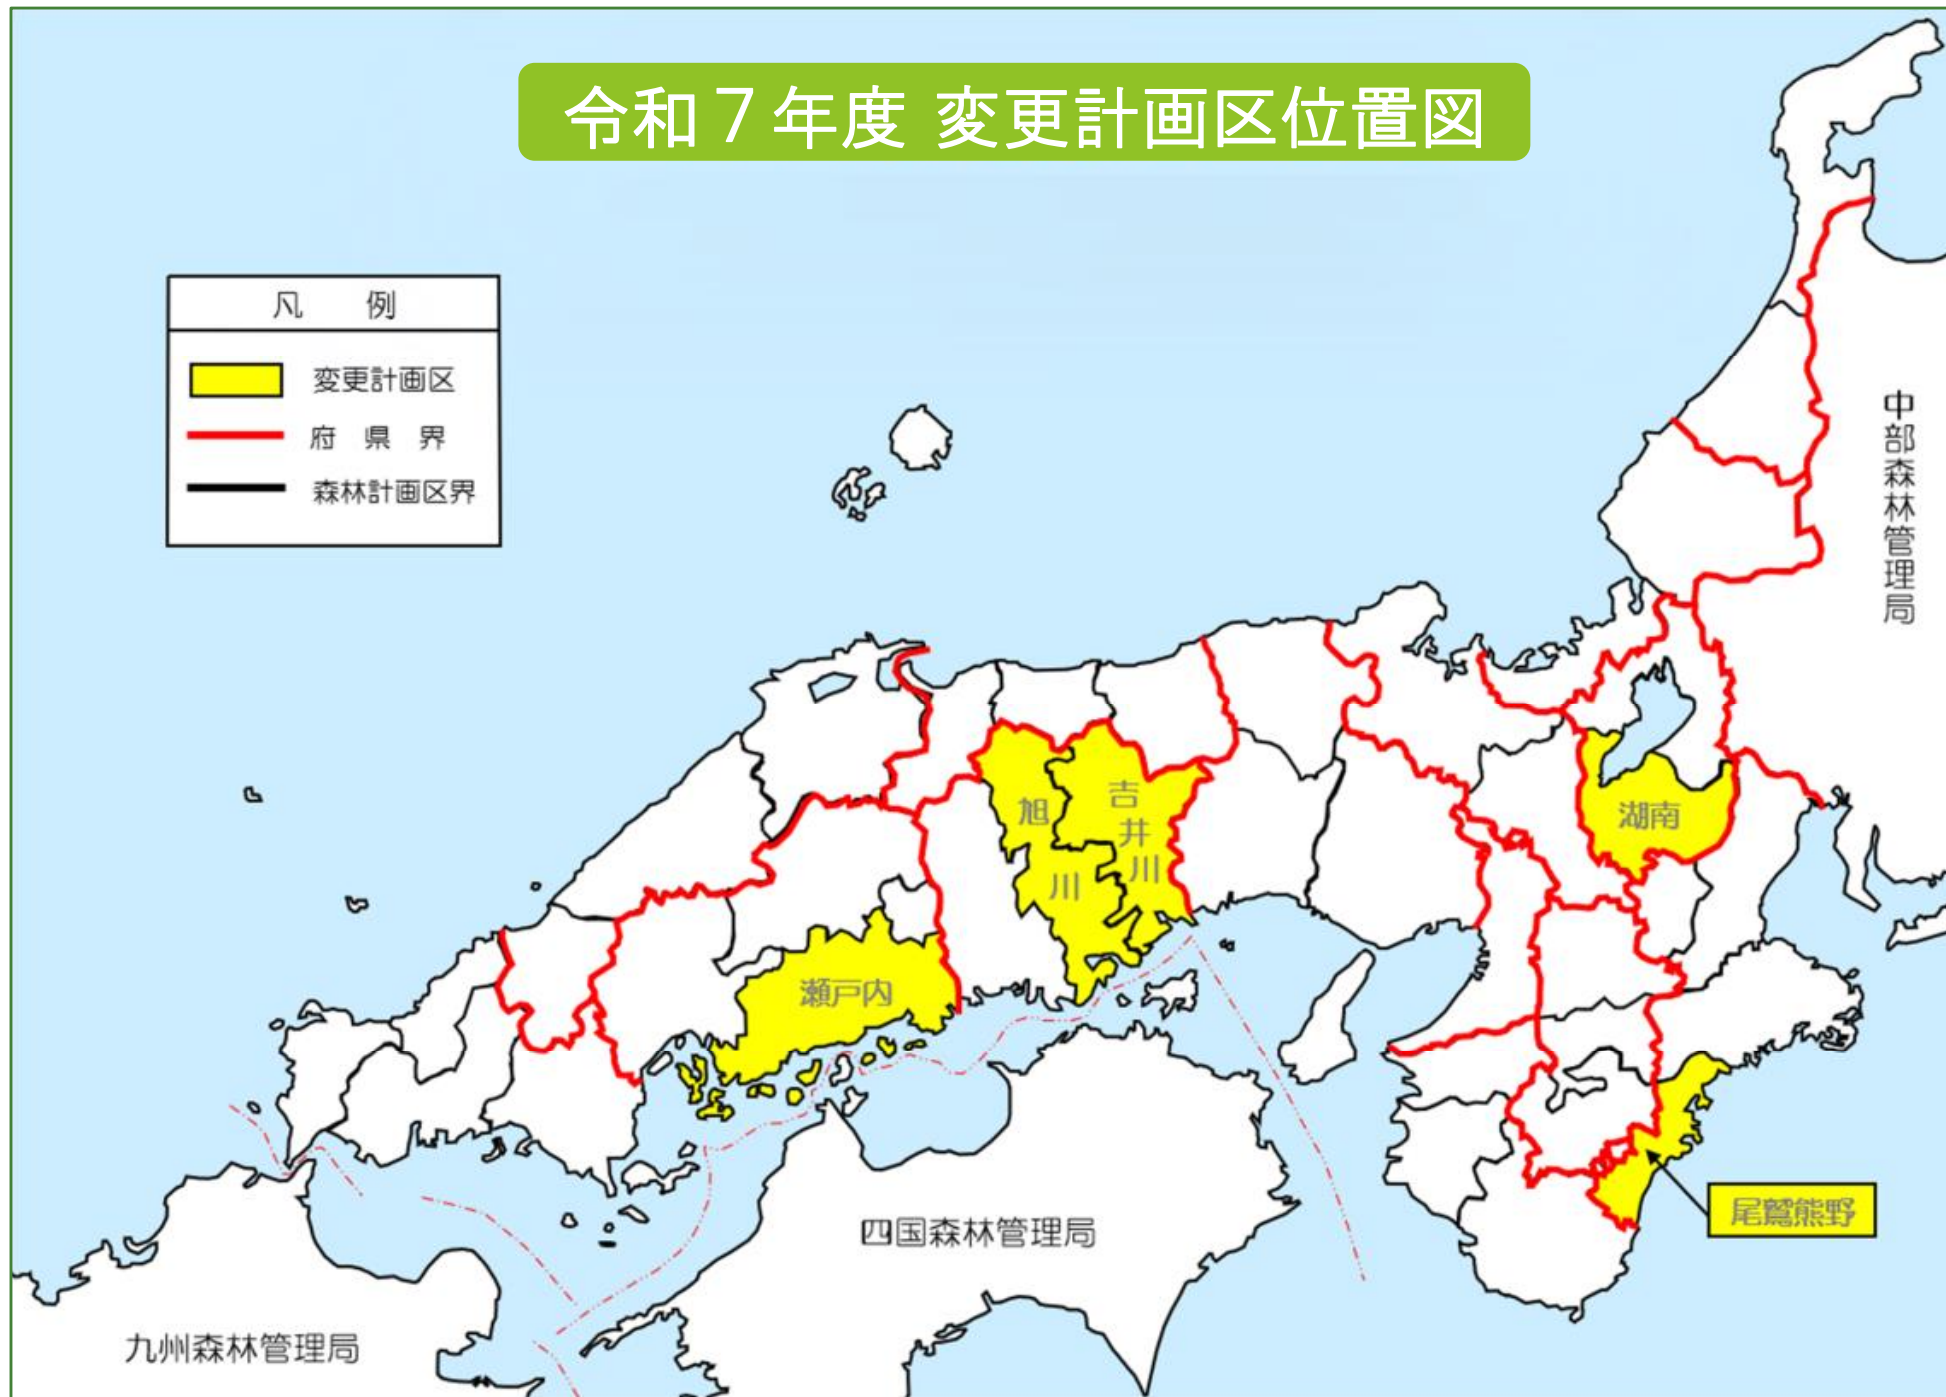 令和７年度 変更計画区位置図
凡　例
変更計画区
府　県　界
森林計画区界
中部森林管理局
旭川
吉井川
湖南
瀬戸内
尾鷲熊野
四国森林管理局
九州森林管理局